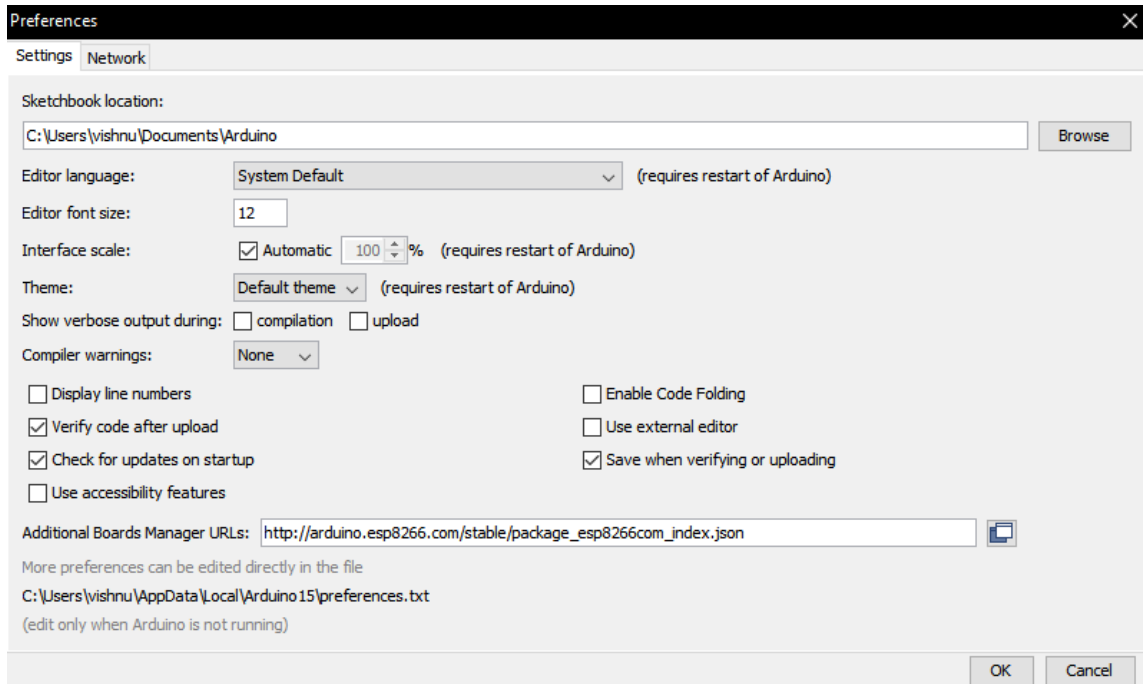 Preferences
Settings Network
Sketchbook location:
C:\Users\vishnu\Documents\Arduino Browse
Editor language: System Default (requires restart of Arduino)
Editor font size: 12
Interface scale: Automatic 100 % (requires restart of Arduino)
Theme: Default theme (requires restart of Arduino)
Show verbose output during: compilation upload
Compiler warnings: None
Display line numbers Enable Code Folding
Verify code after upload Use external editor
Check for updates on startup Save when verifying or uploading
Use accessibility features
Additional Boards Manager URLs: http://arduino.esp8266.com/stable/package_esp8266com_index.json
More preferences can be edited directly in the file
C:\Users\vishnu\AppData\Local\Arduino15\preferences.txt
(edit only when Arduino is not running)
OK Cancel